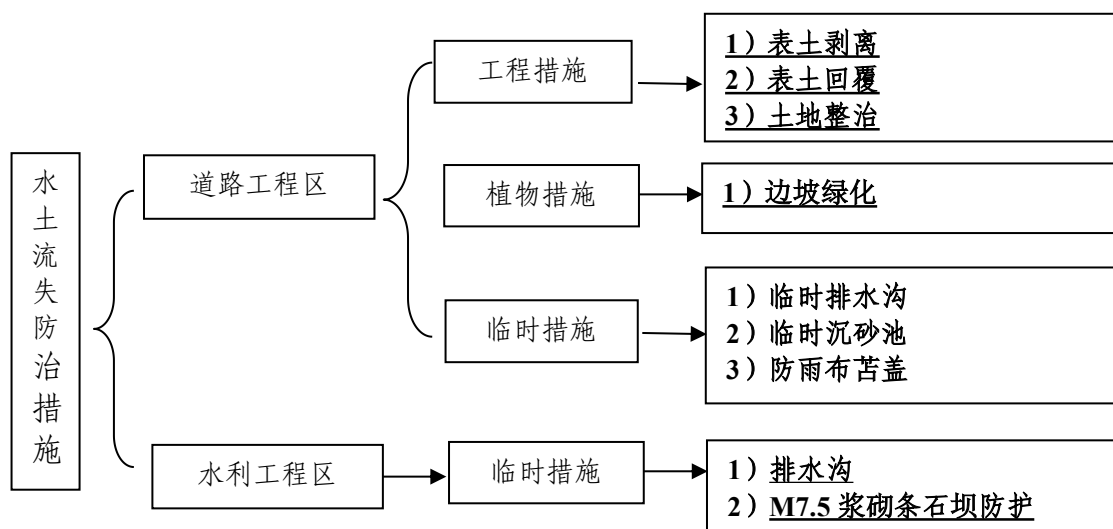 水土流失防治措施
道路工程区
工程措施
1）表土剥离
2）表土回覆
3）土地整治
植物措施
1）边坡绿化
临时措施
1）临时排水沟
2）临时沉砂池
3）防雨布苫盖
水利工程区
临时措施
1）排水沟
2）M7.5 浆砌条石坝防护